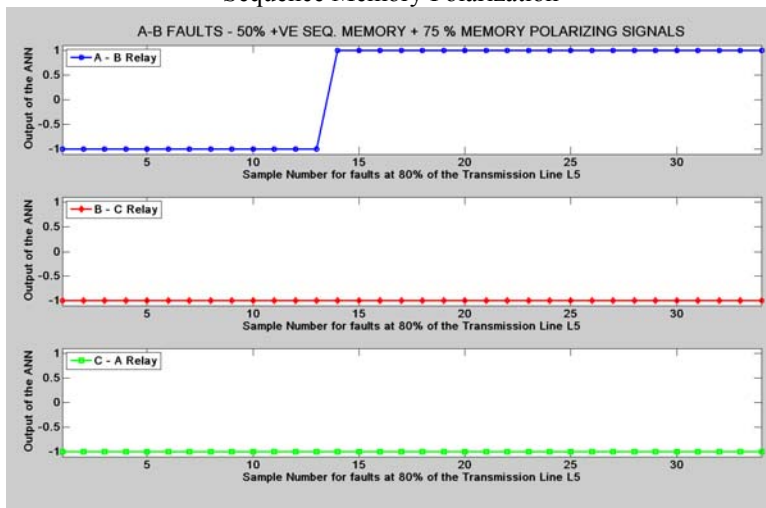 Sequence Memory Polarization
A-B FAULTS - 50% +VE SEQ. MEMORY + 75 % MEMORY POLARIZING SIGNALS
A - B Relay
Output of the ANN
1
0.5
0
-0.5
-1
5 10 15 20 25 30
Sample Number for faults at 80% of the Transmission Line L5
B - C Relay
Output of the ANN
1
0.5
0
-0.5
-1
5 10 15 20 25 30
Sample Number for faults at 80% of the Transmission Line L5
C - A Relay
Output of the ANN
1
0.5
0
-0.5
-1
5 10 15 20 25 30
Sample Number for faults at 80% of the Transmission Line L5